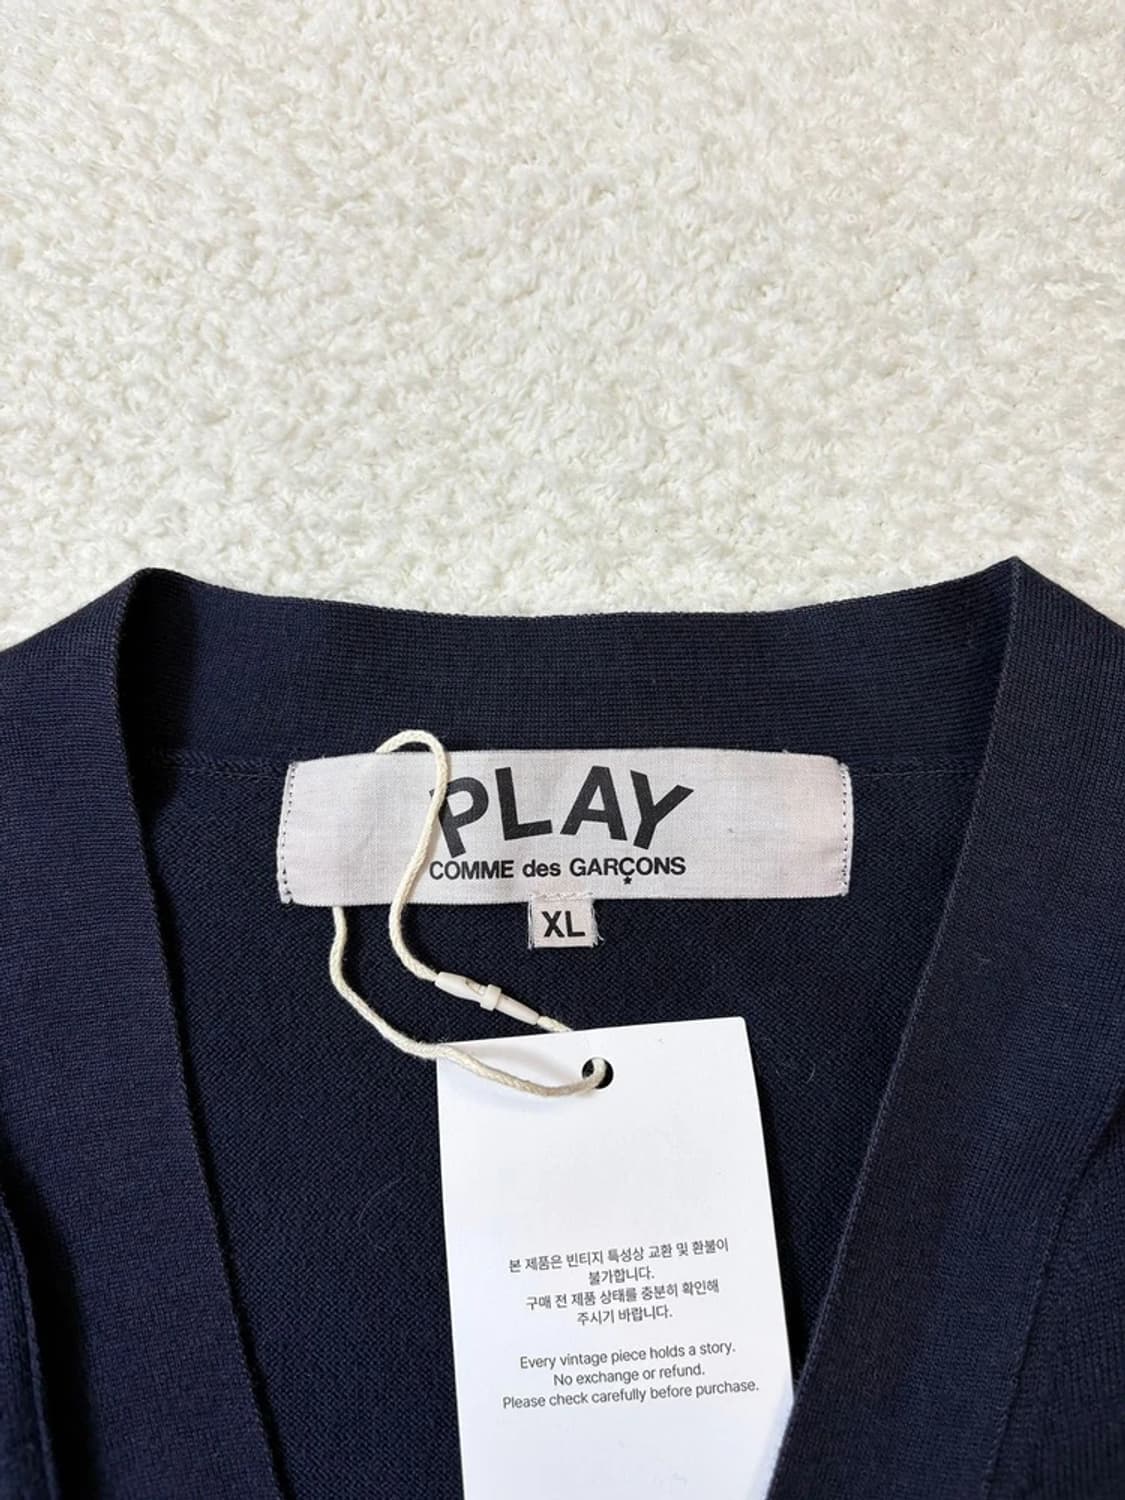 PLAY
COMME des GARÇONS
XL
본 제품은 빈티지 특성상 교환 및 환불이
불가합니다.
구매 전 제품 상태를 충분히 확인해
주시기 바랍니다.
Every vintage piece holds a story.
No exchange or refund.
Please check carefully before purchase.